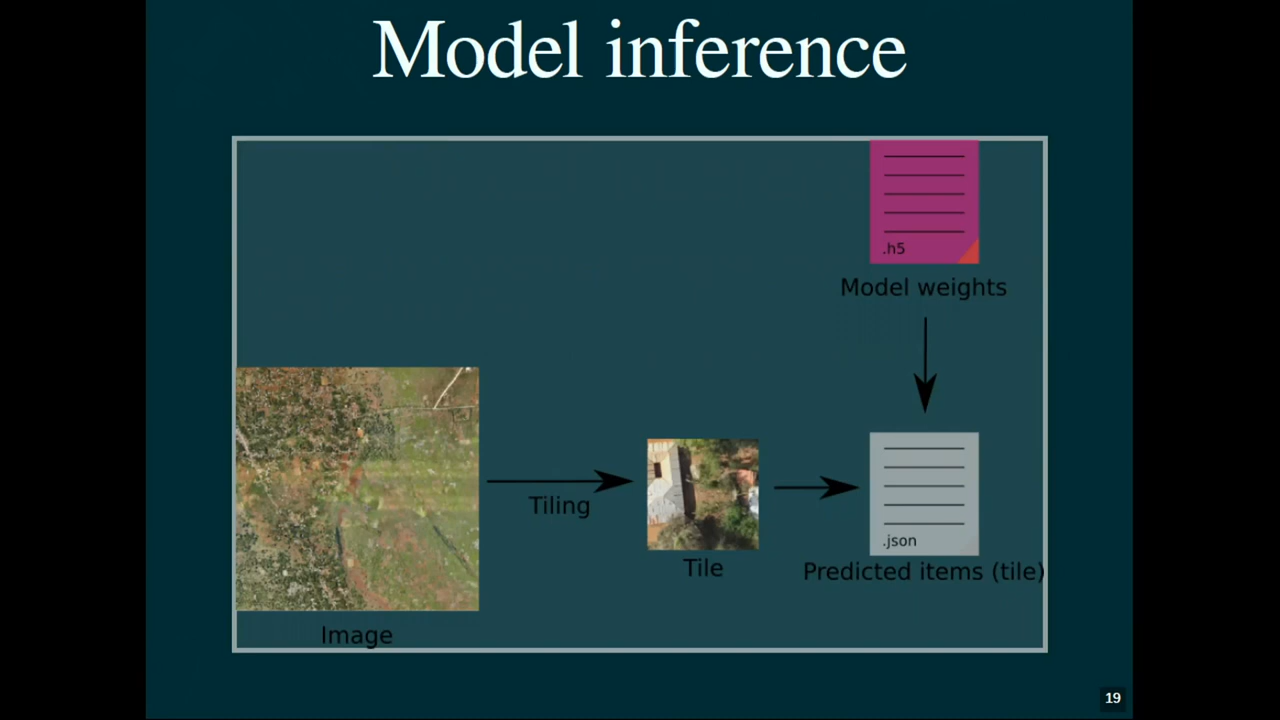 Model inference
.h5
Model weights
Tiling
.json
Tile
Predicted items (tile)
Image
19